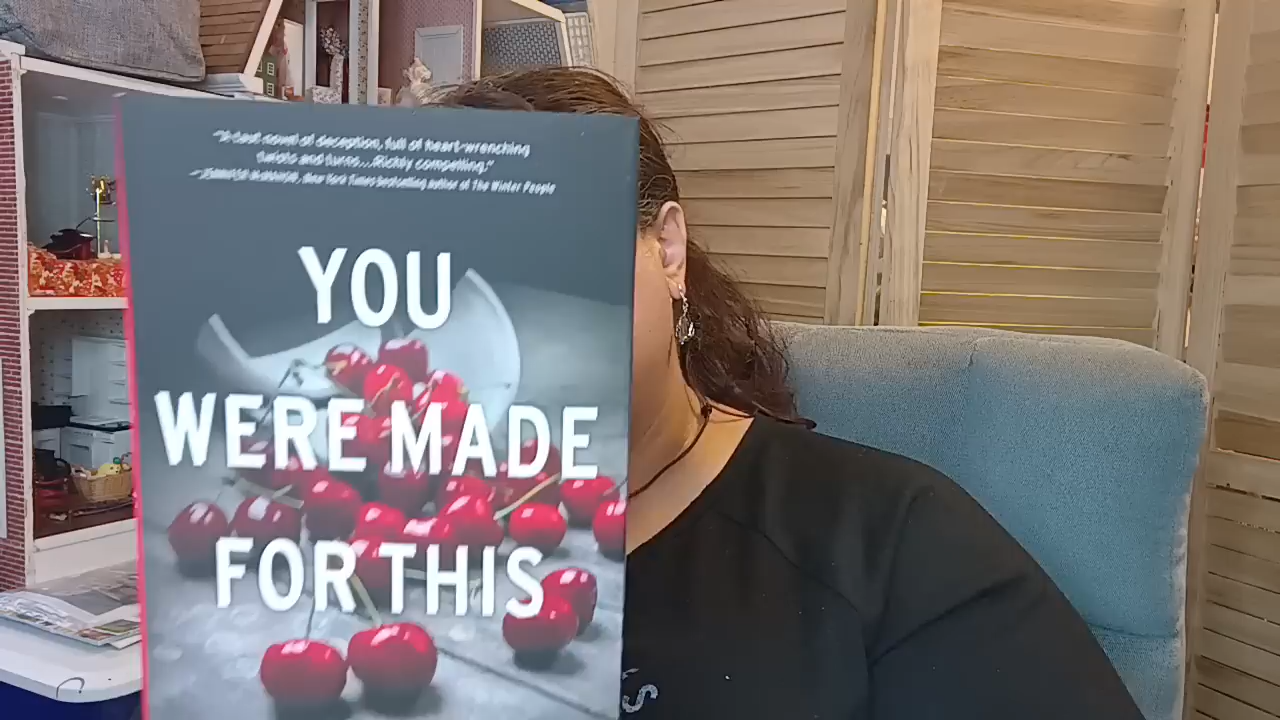 "A taut novel of deception, full of heart-wrenching
twists and turns...Richly compelling."
New York Times bestselling author of The Winter People
YOU
WERE MADE
FOR THIS